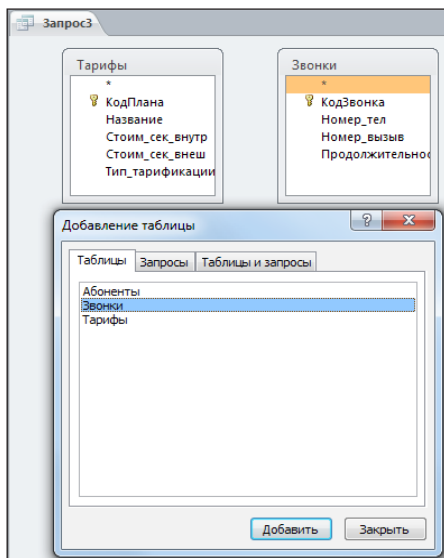 Запрос3
Тарифы
*
КодПлана
Название
Стоим_сек_внутр
Стоим_сек_внеш
Тип_тарификации
Звонки
*
КодЗвонка
Номер_тел
Номер_вызыв
Продолжительнос
Добавление таблицы
?
Таблицы Запросы Таблицы и запросы
Абоненты
Звонки
Тарифы
Добавить Закрыть